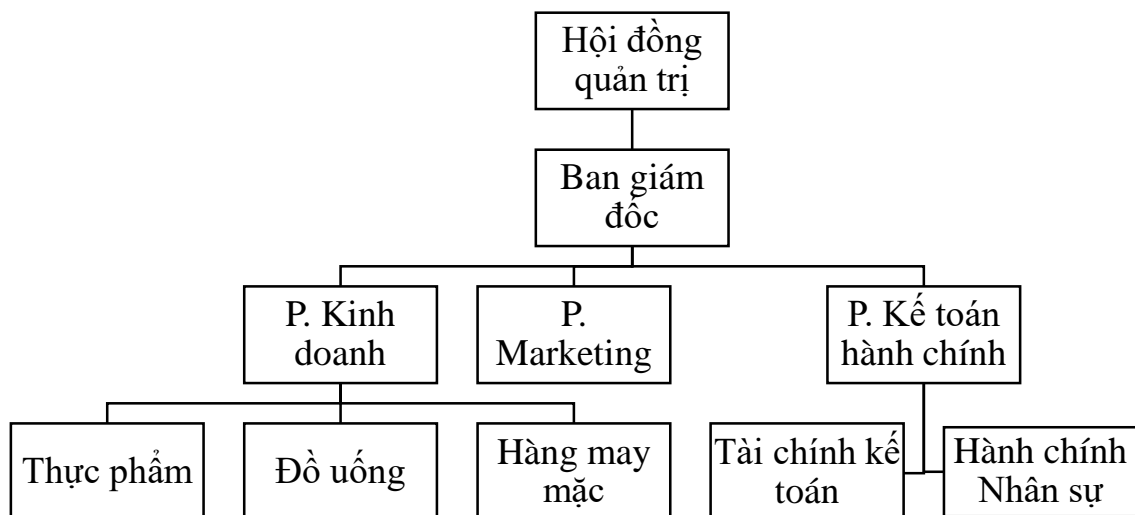 Hội đồng
quản trị
Ban giám
đốc
P. Kinh
doanh
P.
Marketing
P. Kế toán
hành chính
Thực phẩm
Đồ uống
Hàng may
mặc
Tài chính kế
toán
Hành chính
Nhân sự